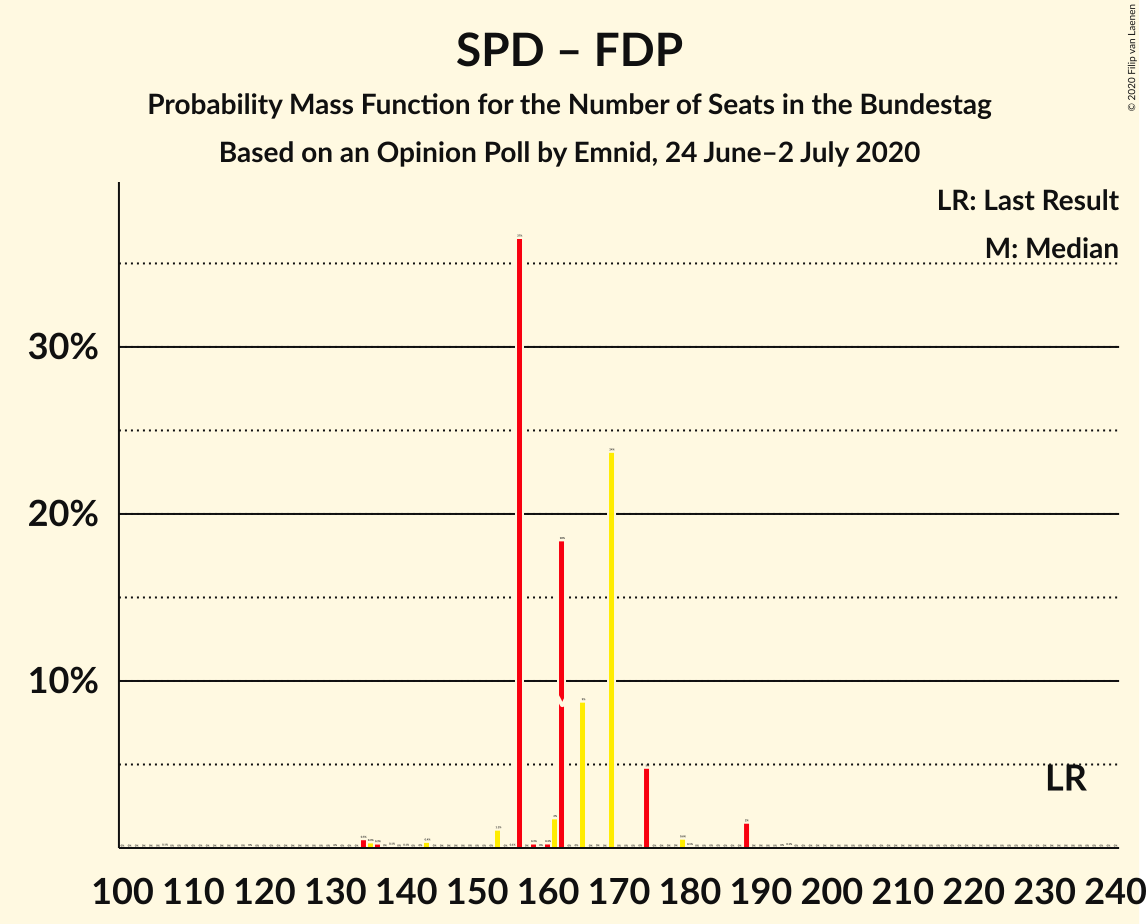 SPD – FDP
Probability Mass Function for the Number of Seats in the Bundestag
Based on an Opinion Poll by Emnid, 24 June–2 July 2020
© 2020 Filip van Laenen
LR: Last Result
M: Median
30%
20%
10%
LR
100 110 120 130 140 150 160 170 180 190 200 210 220 230 240